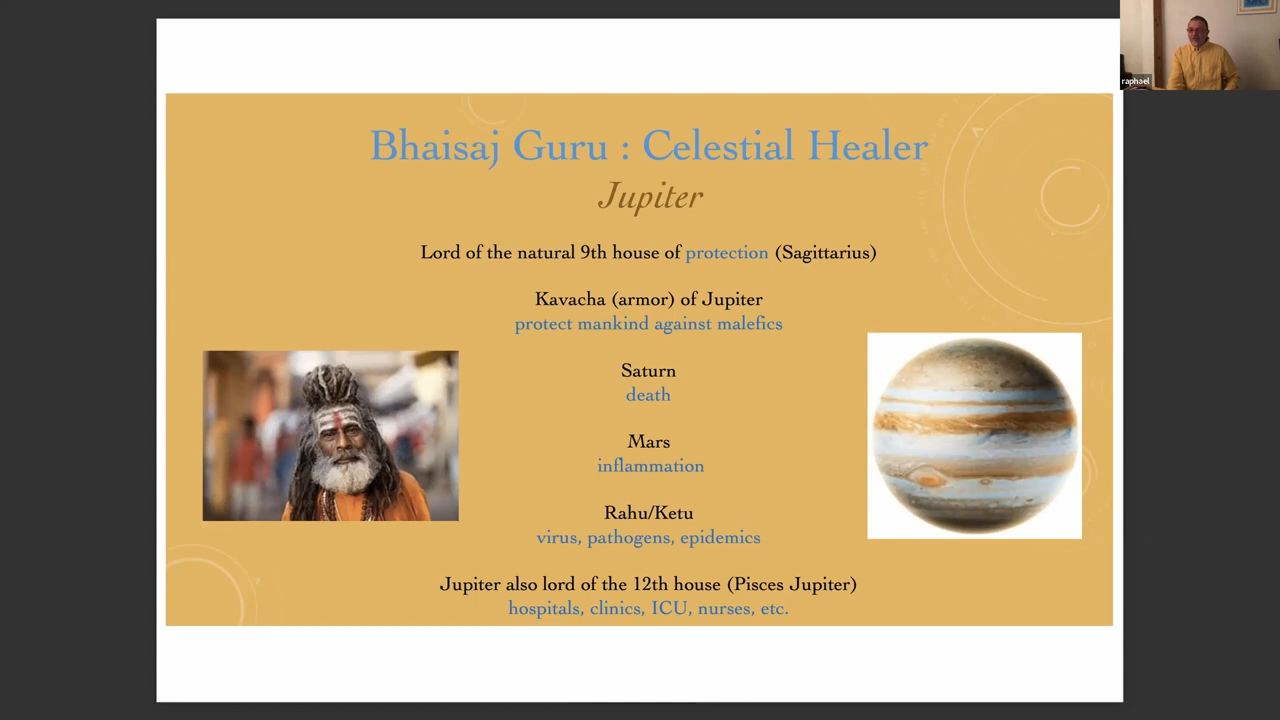 raphael
Bhaisaj Guru : Celestial Healer
Jupiter
Lord of the natural 9th house of protection (Sagittarius)
Kavacha (armor) of Jupiter
protect mankind against malefics
Saturn
death
Mars
inflammation
Rahu/Ketu
virus, pathogens, epidemics
Jupiter also lord of the 12th house (Pisces Jupiter)
hospitals, clinics, ICU, nurses, etc.